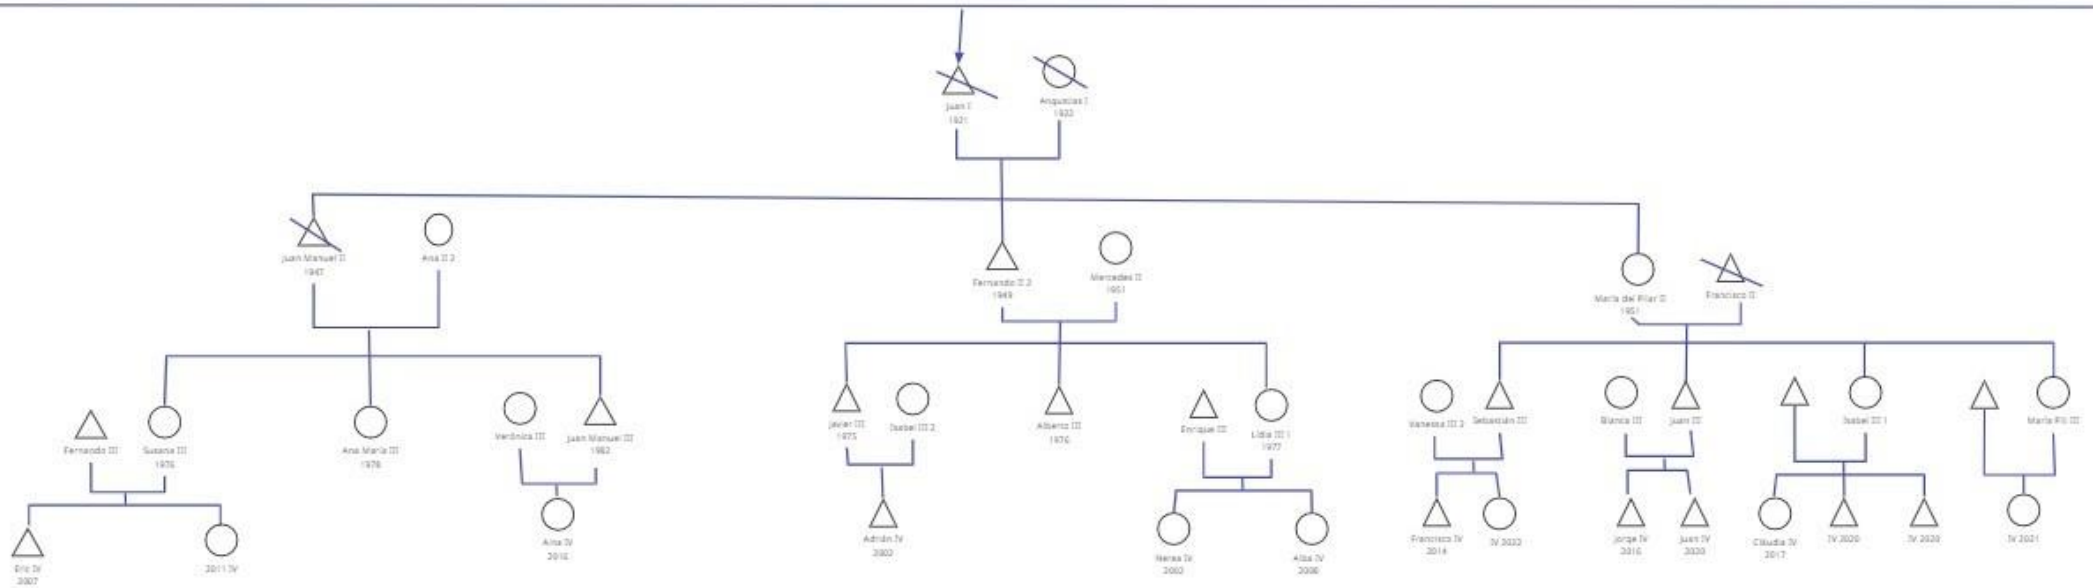 Juan I
1921
Angustias I
1922
Juan Manuel II
1947
Ana II 2
Fernando II 2
1949
Mercedes II
1951
María del Pilar II
1951
Francisco II
Fernando III
Susana III
1976
Ana María III
1978
Verónica III
Juan Manuel III
1982
Javier III
1975
Isabel III 2
Alberto III
1976
Enrique III
Lidia III 1
1977
Vanessa III 2
Sebastián III
Blanca III
Juan III
Isabel III 1
María Pili III
Eric IV
2007
2011 IV
Aina IV
2016
Adrián IV
2002
Nerea IV
2002
Alba IV
2008
Francisco IV
2014
IV 2022
Jorge IV
2016
Juan IV
2020
Claudia IV
2017
IV 2020
IV 2020
IV 2021